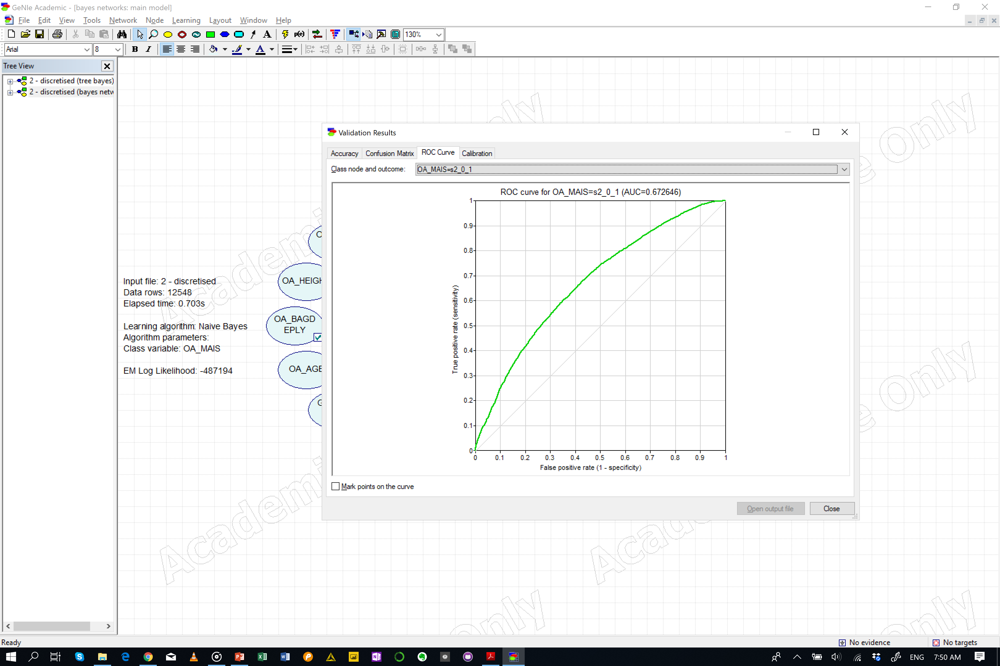 GeNIe Academic - [bayes networks: main model]
File Edit View Tools Network Node Learning Layout Window Help
p(e) 130%
Arial 8 B I A
Tree View
2 - discretised (tree bayes)
2 - discretised (bayes netw
Input file: 2 - discretised
Data rows: 12548
Elapsed time: 0.703s
Learning algorithm: Naive Bayes
Algorithm parameters:
Class variable: OA_MAIS
EM Log Likelihood: -487194
OA_HEIGH
OA_BAGD
EPLY
OA_AGE
Validation Results
Accuracy Confusion Matrix ROC Curve Calibration
Class node and outcome: OA_MAIS=s2_0_1
ROC curve for OA_MAIS=s2_0_1 (AUC=0.672646)
1
0.9
0.8
0.7
0.6
0.5
0.4
0.3
0.2
0.1
0
True positive rate (sensitivity)
0 0.1 0.2 0.3 0.4 0.5 0.6 0.7 0.8 0.9 1
False positive rate (1 - specificity)
Mark points on the curve
Open output file Close
Academic Only
Ready No evidence No targets
ENG 7:50 AM